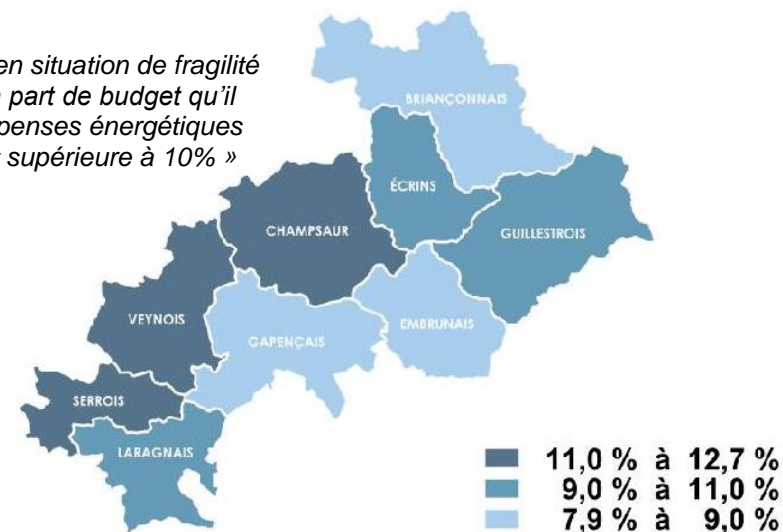 en situation de fragilité
part de budget qu'il
penses énergétiques
supérieure à 10% »
BRIANÇONNAIS
ÉCRINS
CHAMPSAUR
GUILLESTROIS
VEYNOIS
EMBRUNAIS
GAPENÇAIS
SERROIS
LARAGNAIS
11,0 % à 12,7 %
9,0 % à 11,0 %
7,9 % à 9,0 %